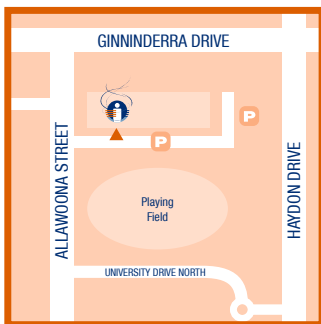 GINNINDERRA DRIVE
i
P
P
ALLAWOONA STREET
HAYDON DRIVE
Playing
Field
UNIVERSITY DRIVE NORTH